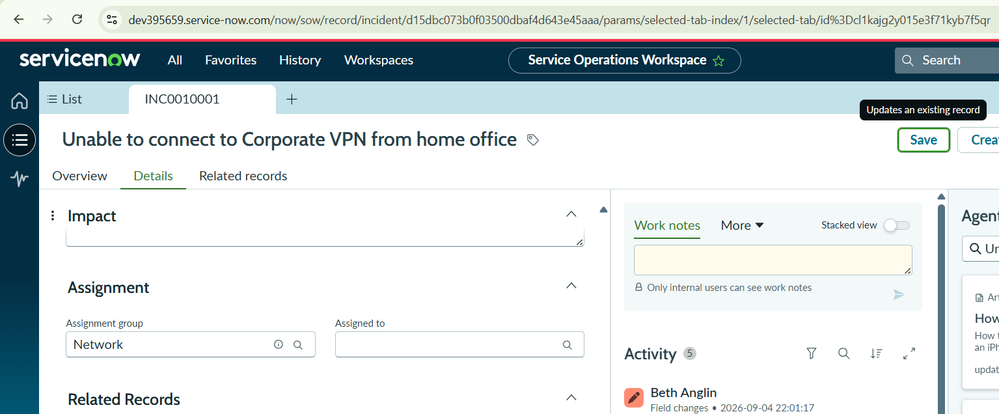 dev395659.service-now.com/now/sow/record/incident/d15dbc073b0f03500dbaf4d643e45aaa/params/selected-tab-index/1/selected-tab/id%3Dcl1kajg2y015e3f71kyb7f5qr
servicenow All Favorites History Workspaces Service Operations Workspace Search
List INC0010001
Updates an existing record
Unable to connect to Corporate VPN from home office Save Crea
Overview Details Related records
Impact
Work notes More Stacked view
Only internal users can see work notes
Assignment
Assignment group Assigned to
Network
Activity 5
Related Records
Beth Anglin
Field changes • 2026-09-04 22:01:17
Agent
Ur
Art
How
How t
an iPh
updat